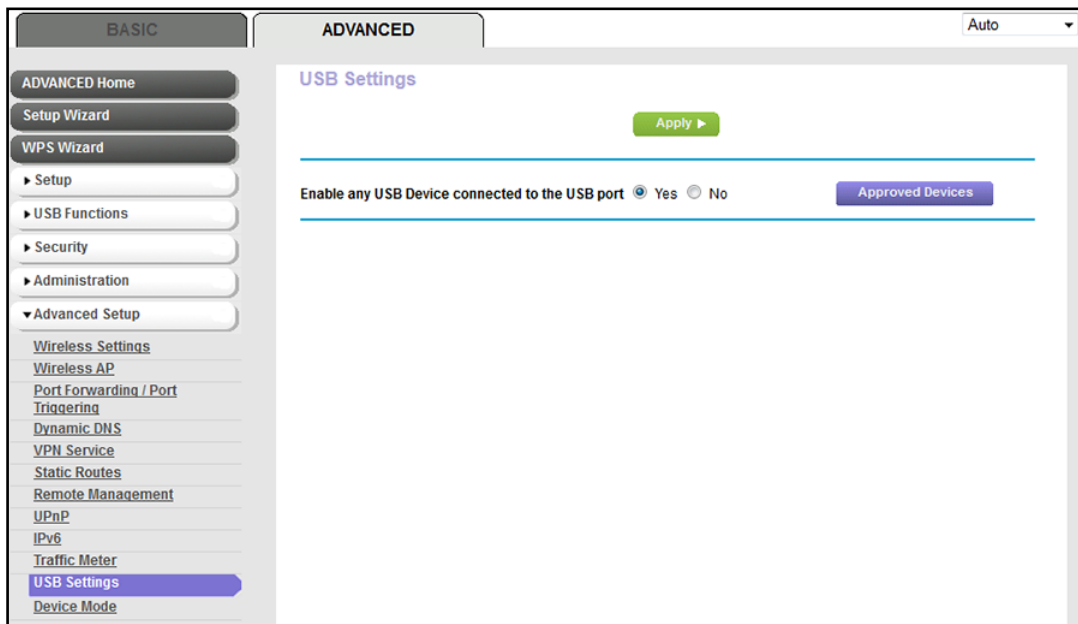 BASIC
ADVANCED
Auto
ADVANCED Home
Setup Wizard
WPS Wizard
Setup
USB Functions
Security
Administration
Advanced Setup
Wireless Settings
Wireless AP
Port Forwarding / Port
Triggering
Dynamic DNS
VPN Service
Static Routes
Remote Management
UPnP
IPv6
Traffic Meter
USB Settings
Device Mode
USB Settings
Apply
Enable any USB Device connected to the USB port Yes No
Approved Devices